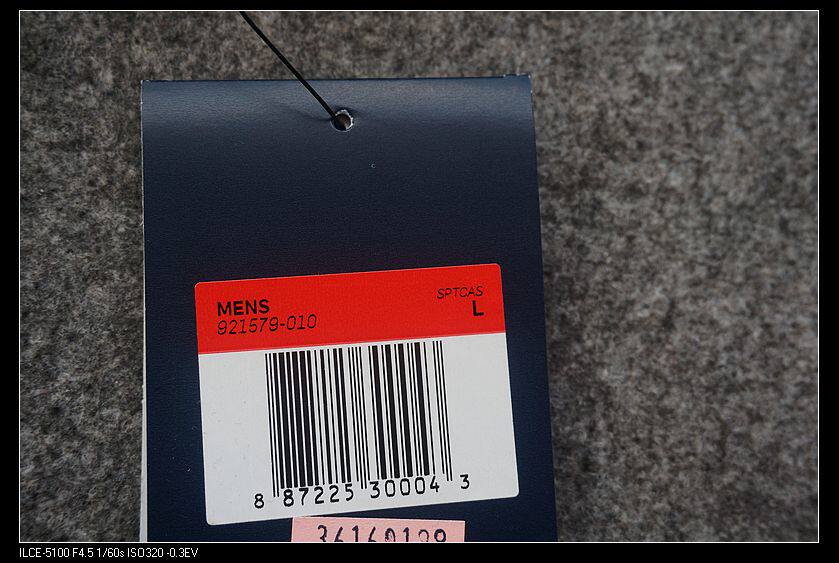 MENS
921579-010
SPTCAS
L
8 87225 30004 3
ILCE-5100 F4.5 1/60s ISO320 -0.3EV